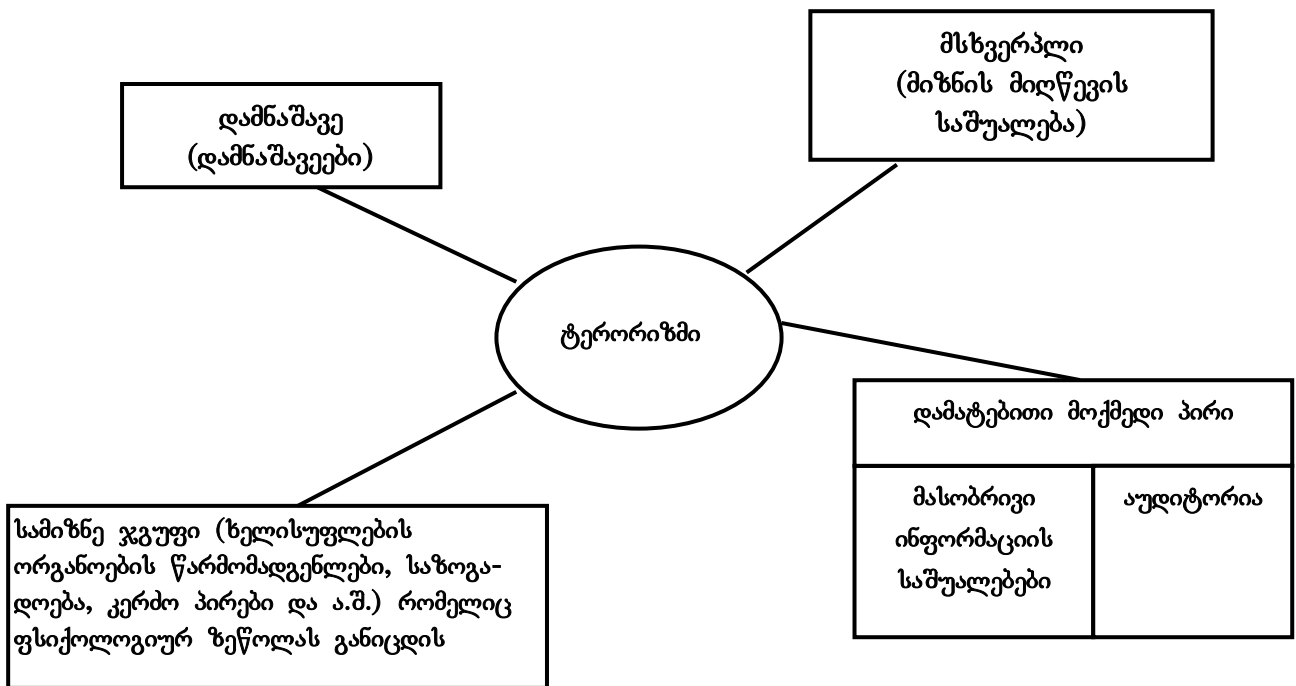 დამნაშავე
(დამნაშავეები)
მსხვერპლი
(მიზნის მიღწევის
საშუალება)
ტერორიზმი
დამატებითი მოქმედი პირი
მასობრივი
ინფორმაციის
საშუალებები
აუდიტორია
სამიზნე ჯგუფი (ხელისუფლების
ორგანოების წარმომადგენლები, საზოგა-
დოება, კერძო პირები და ა.შ.) რომელიც
ფსიქოლოგიურ ზეწოლას განიცდის